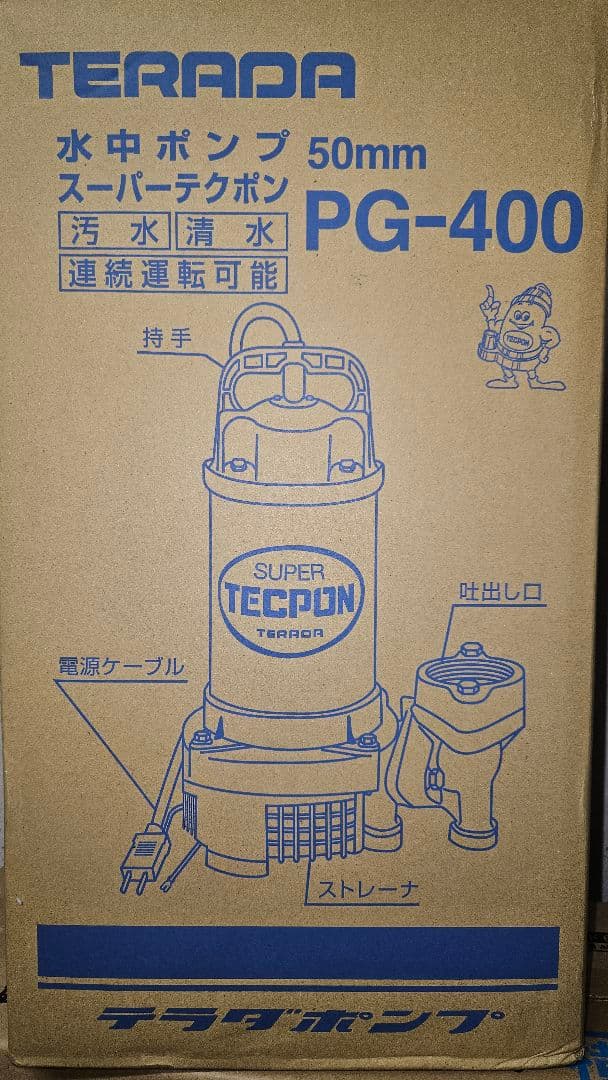 TERADA
水中ポンプ 50mm
スーパーテクポン PG-400
汚水 清水
連続運転可能
TECPON
持手
SUPER
TECPON
TERADA
吐出し口
電源ケーブル
ストレーナ
テラダポンプ